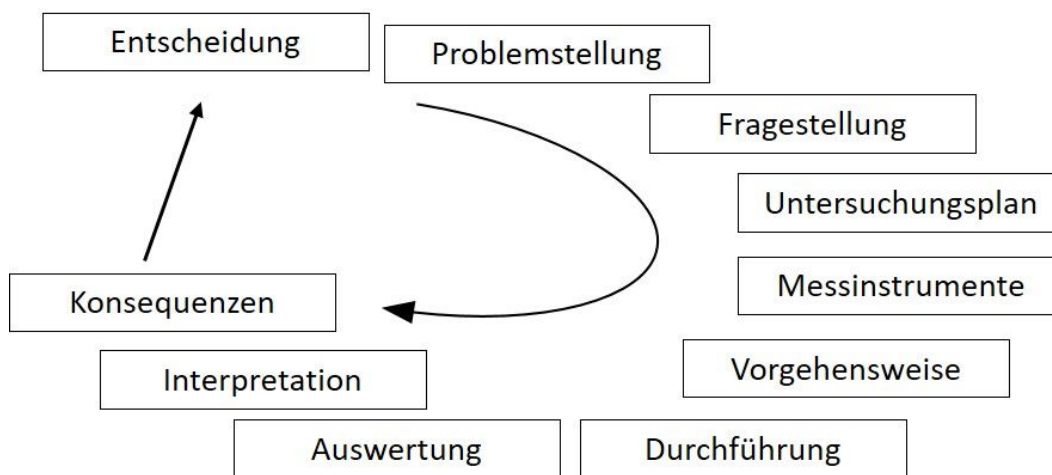 Entscheidung
Problemstellung
Fragestellung
Untersuchungsplan
Messinstrumente
Vorgehensweise
Durchführung
Auswertung
Interpretation
Konsequenzen